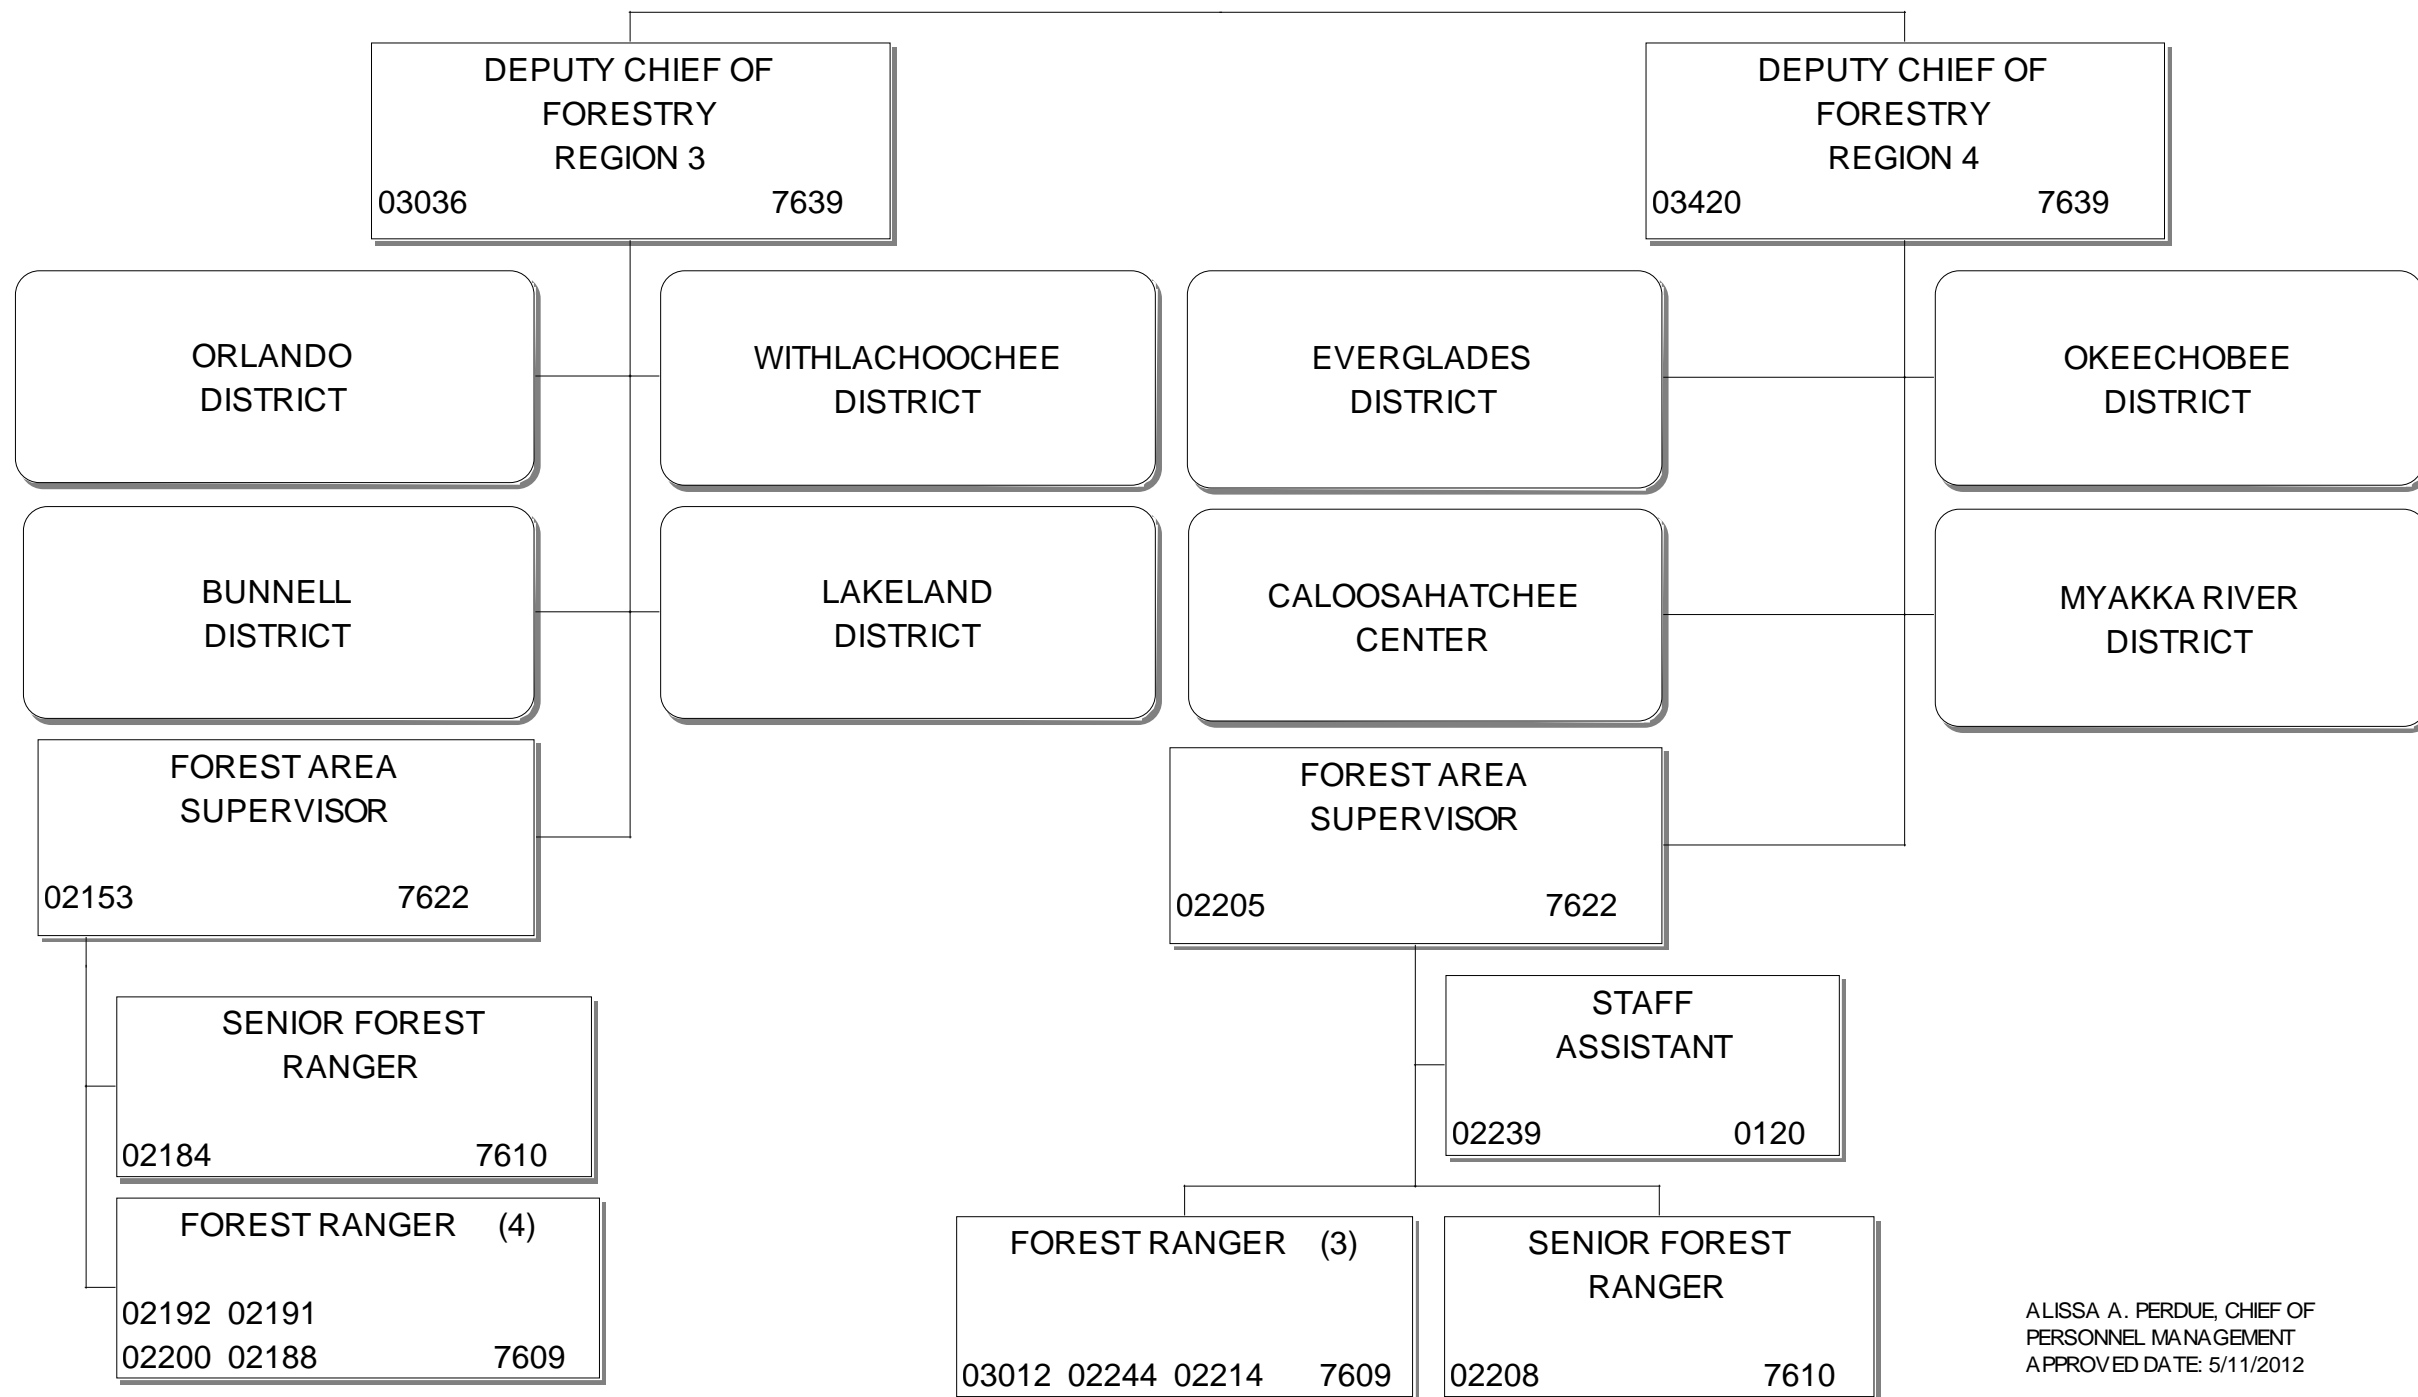 DEPUTY CHIEF OF
FORESTRY
REGION 3
03036 7639
DEPUTY CHIEF OF
FORESTRY
REGION 4
03420 7639
ORLANDO
DISTRICT
WITHLACHOOCHEE
DISTRICT
EVERGLADES
DISTRICT
OKEECHOBEE
DISTRICT
BUNNELL
DISTRICT
LAKELAND
DISTRICT
CALOOSAHATCHEE
CENTER
MYAKKA RIVER
DISTRICT
FOREST AREA
SUPERVISOR
02153 7622
FOREST AREA
SUPERVISOR
02205 7622
SENIOR FOREST
RANGER
02184 7610
STAFF
ASSISTANT
02239 0120
FOREST RANGER (4)
02192 02191
02200 02188 7609
FOREST RANGER (3)
03012 02244 02214 7609
SENIOR FOREST
RANGER
02208 7610
ALISSA A. PERDUE, CHIEF OF
PERSONNEL MANAGEMENT
APPROVED DATE: 5/11/2012